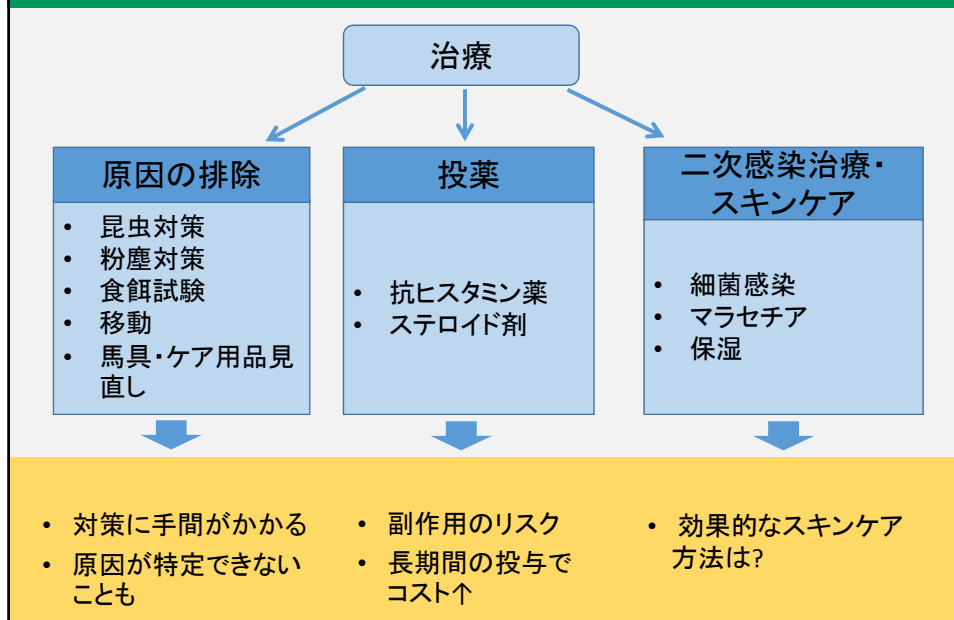 治療
原因の排除
• 昆虫対策
• 粉塵対策
• 食餌試験
• 移動
• 馬具・ケア用品見
直し
投薬
• 抗ヒスタミン薬
• ステロイド剤
二次感染治療・
スキンケア
• 細菌感染
• マラセチア
• 保湿
• 対策に手間がかかる
• 原因が特定できない
ことも
• 副作用のリスク
• 長期間の投与で
コスト↑
• 効果的なスキンケア
方法は?